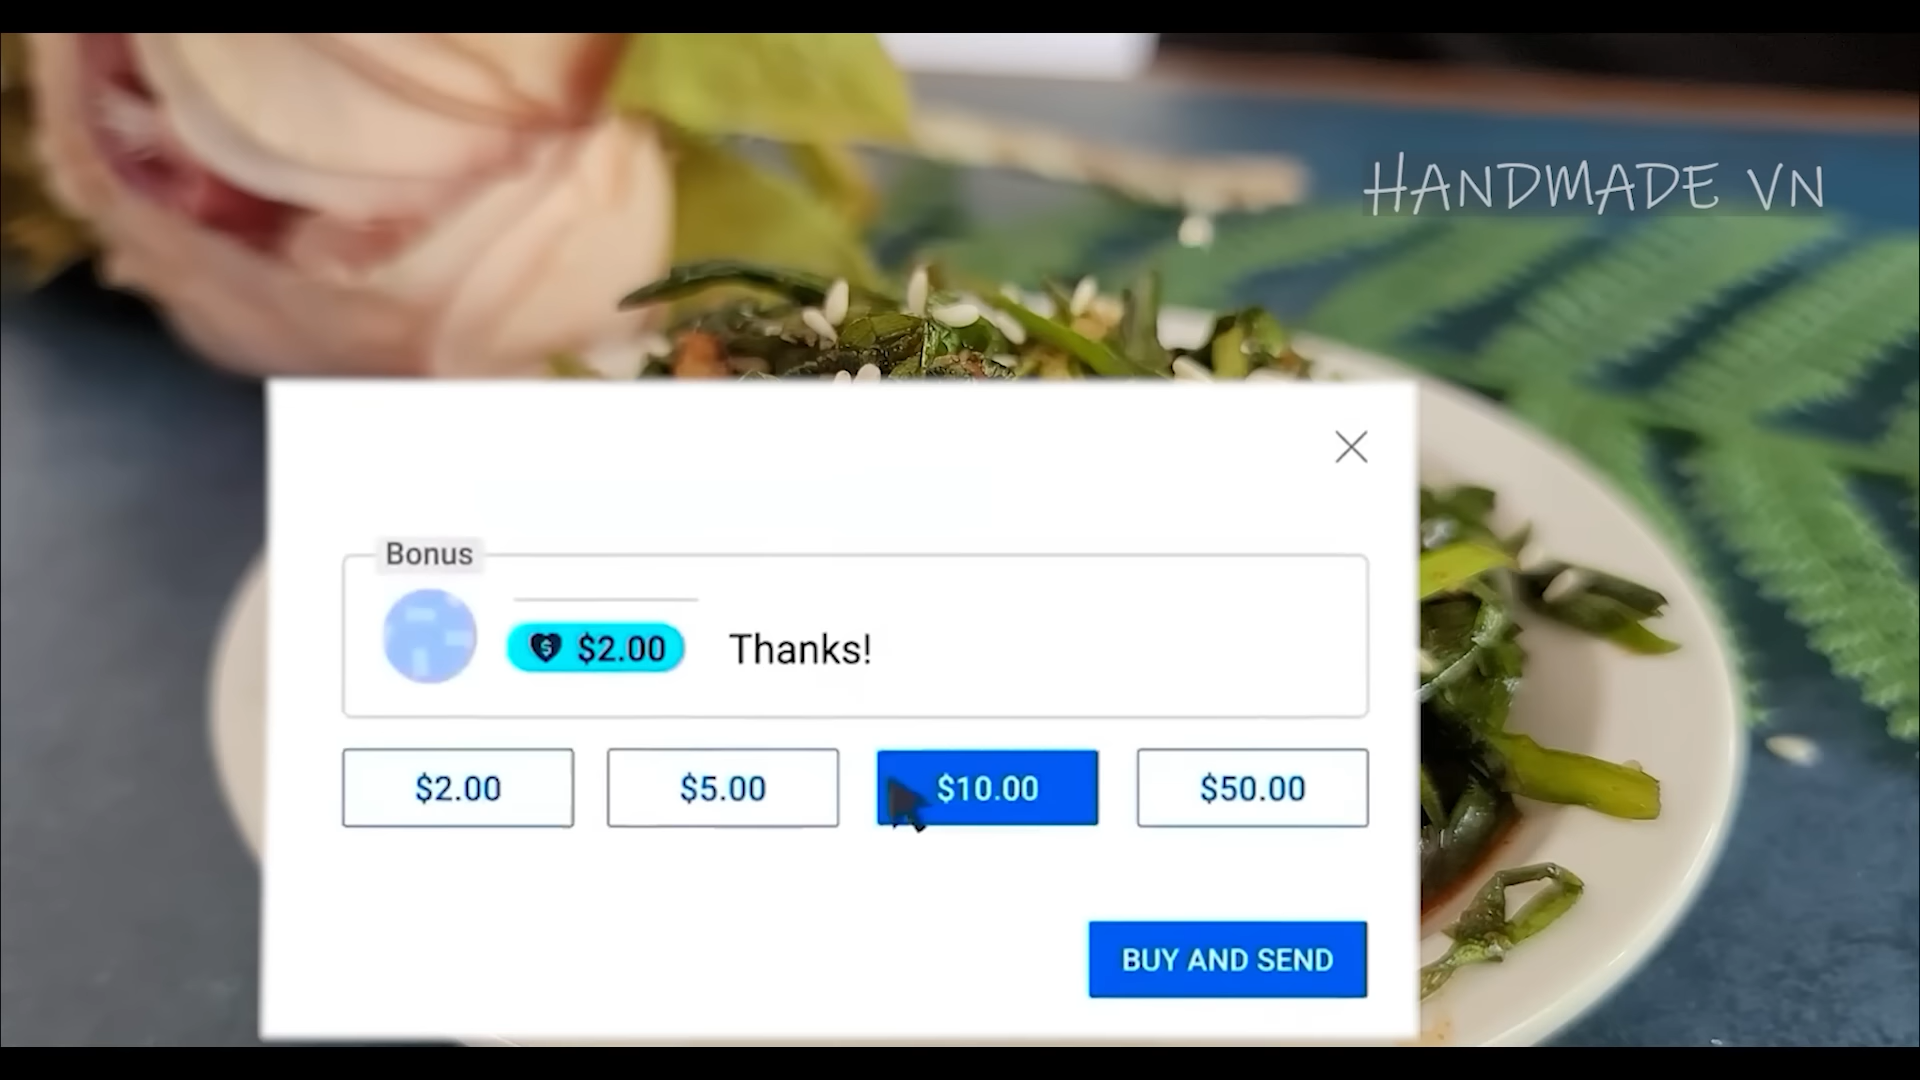 HANDMADE VN
Bonus
$2.00 Thanks!
$2.00 $5.00 $10.00 $50.00
BUY AND SEND